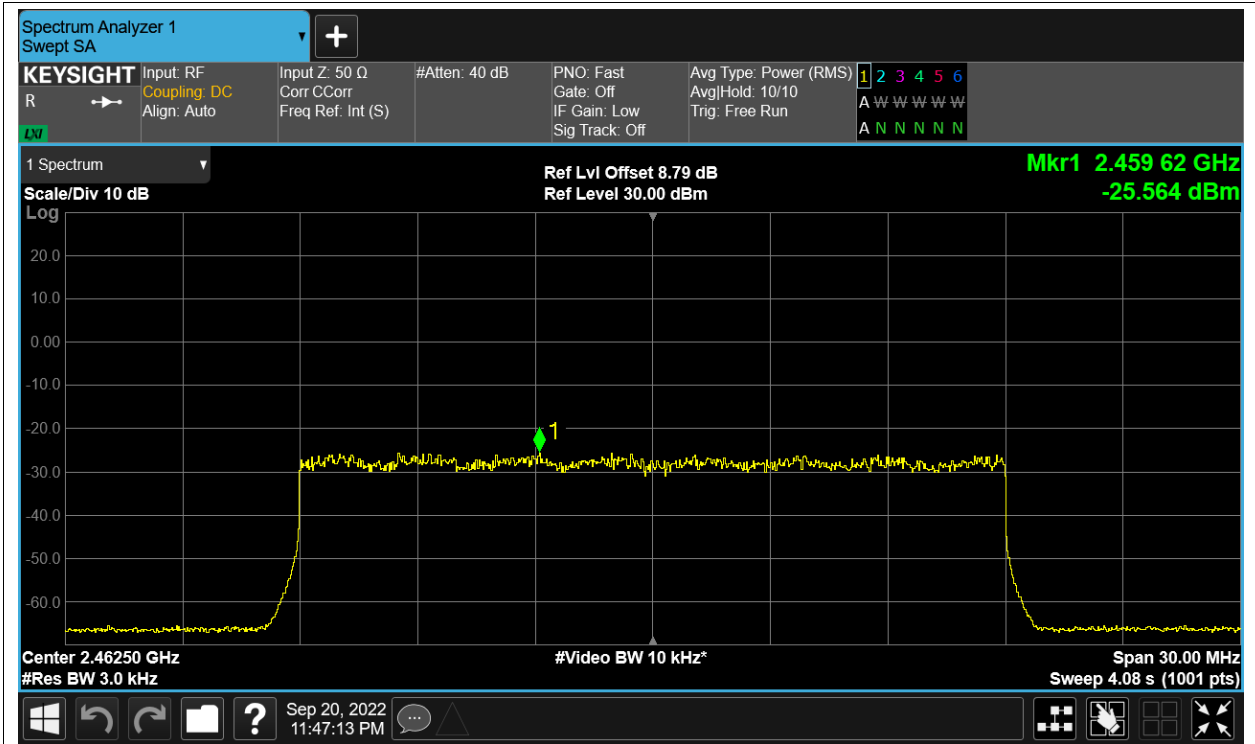 Spectrum Analyzer 1
Swept SA
+
KEYSIGHT
R
LXI
Input: RF
Coupling: DC
Align: Auto
Input Z: 50 Ω
Corr CCorr
Freq Ref: Int (S)
#Atten: 40 dB
PNO: Fast
Gate: Off
IF Gain: Low
Sig Track: Off
Avg Type: Power (RMS)
Avg|Hold: 10/10
Trig: Free Run
1 2 3 4 5 6
A W W W W W
A N N N N N
1 Spectrum
Scale/Div 10 dB
Log
Ref Lvl Offset 8.79 dB
Ref Level 30.00 dBm
Mkr1 2.459 62 GHz
-25.564 dBm
20.0
10.0
0.00
-10.0
-20.0
1
-30.0
-40.0
-50.0
-60.0
Center 2.46250 GHz
#Res BW 3.0 kHz
#Video BW 10 kHz*
Span 30.00 MHz
Sweep 4.08 s (1001 pts)
?
Sep 20, 2022
11:47:13 PM